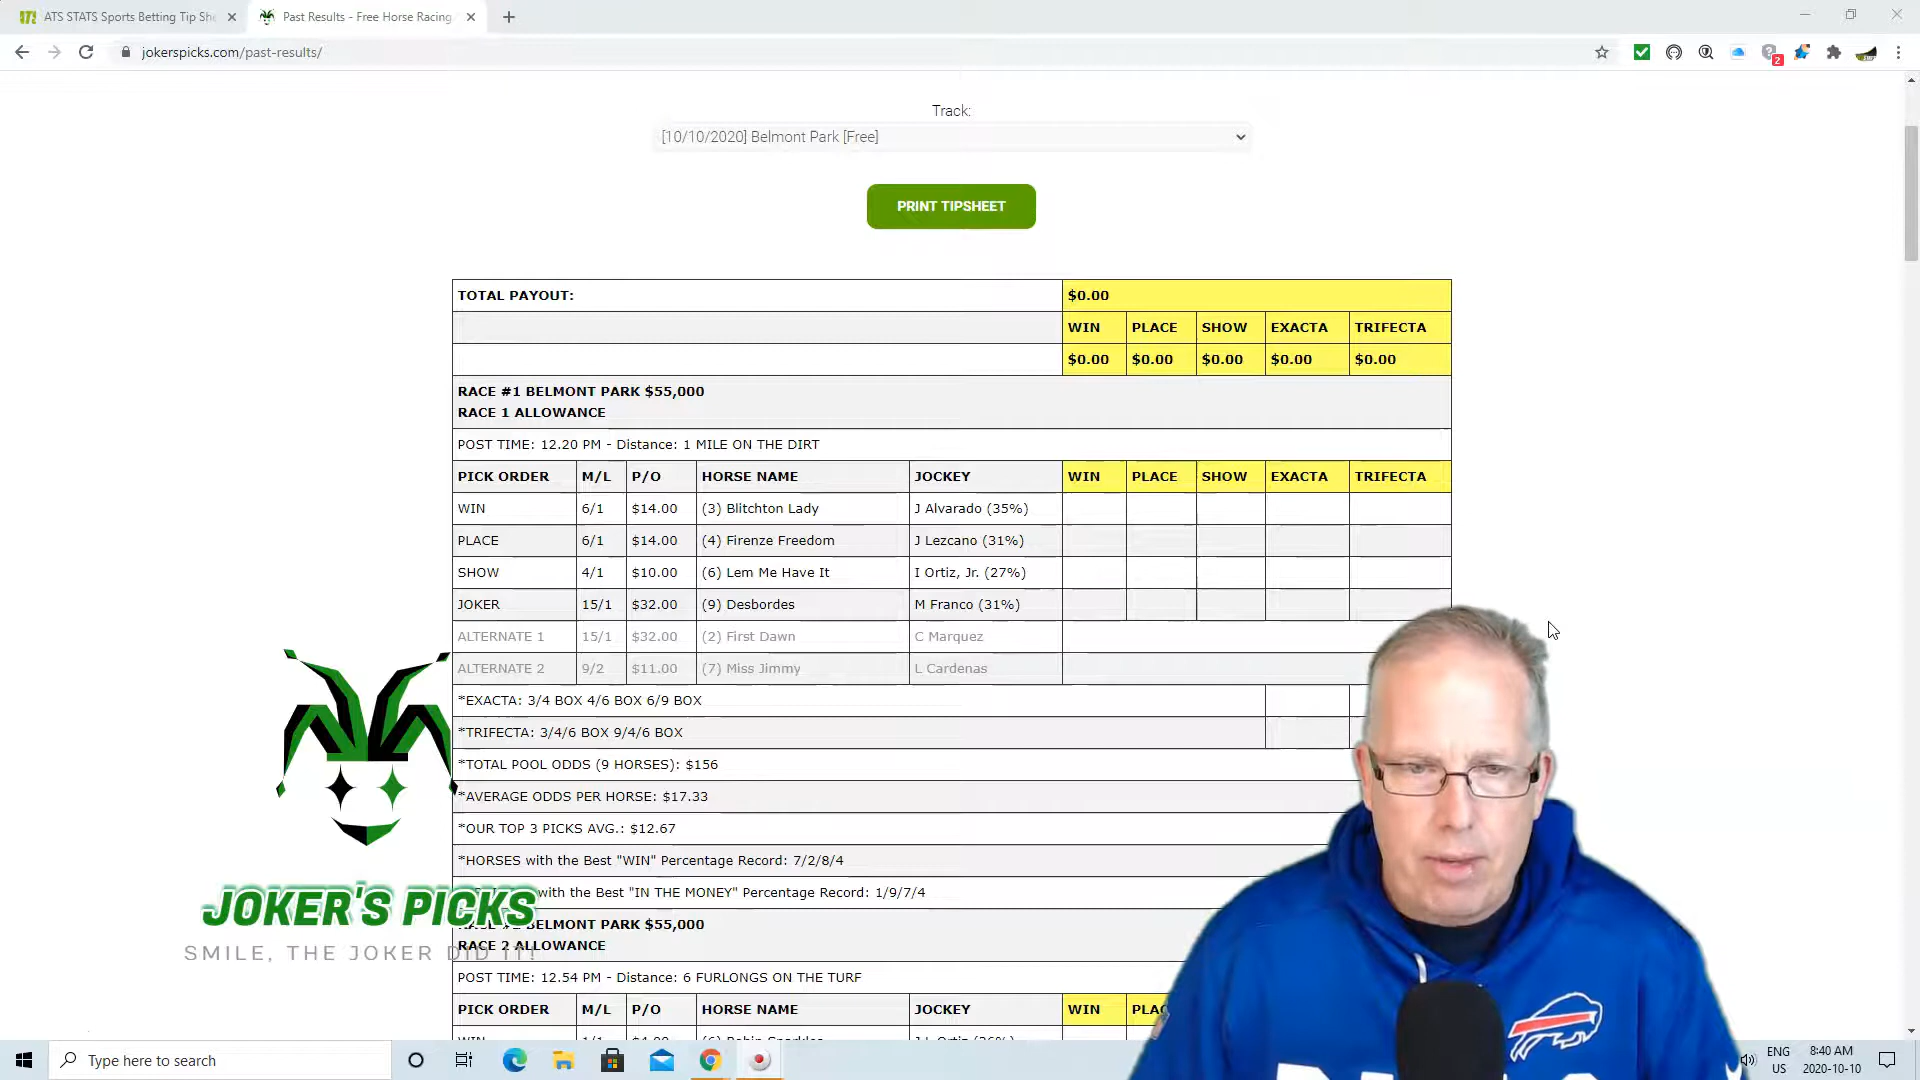 ATS STATS Sports Betting Tip She
Past Results - Free Horse Racing
jokerspicks.com/past-results/
2
Track:
[10/10/2020] Belmont Park [Free]
PRINT TIPSHEET
TOTAL PAYOUT: $0.00
WIN PLACE SHOW EXACTA TRIFECTA
$0.00 $0.00 $0.00 $0.00 $0.00
RACE #1 BELMONT PARK $55,000
RACE 1 ALLOWANCE
POST TIME: 12.20 PM - Distance: 1 MILE ON THE DIRT
PICK ORDER M/L P/O HORSE NAME JOCKEY WIN PLACE SHOW EXACTA TRIFECTA
WIN 6/1 $14.00 (3) Blitchton Lady J Alvarado (35%)
PLACE 6/1 $14.00 (4) Firenze Freedom J Lezcano (31%)
SHOW 4/1 $10.00 (6) Lem Me Have It I Ortiz, Jr. (27%)
JOKER 15/1 $32.00 (9) Desbordes M Franco (31%)
ALTERNATE 1 15/1 $32.00 (2) First Dawn C Marquez
ALTERNATE 2 9/2 $11.00 (7) Miss Jimmy L Cardenas
*EXACTA: 3/4 BOX 4/6 BOX 6/9 BOX
*TRIFECTA: 3/4/6 BOX 9/4/6 BOX
*TOTAL POOL ODDS (9 HORSES): $156
*AVERAGE ODDS PER HORSE: $17.33
*OUR TOP 3 PICKS AVG.: $12.67
*HORSES with the Best "WIN" Percentage Record: 7/2/8/4
with the Best "IN THE MONEY" Percentage Record: 1/9/7/4
JOKER'S PICKS
SMILE, THE JOKER DID IT!
BELMONT PARK $55,000
RACE 2 ALLOWANCE
POST TIME: 12.54 PM - Distance: 6 FURLONGS ON THE TURF
PICK ORDER M/L P/O HORSE NAME JOCKEY WIN PLAC
Type here to search
ENG
US
8:40 AM
2020-10-10